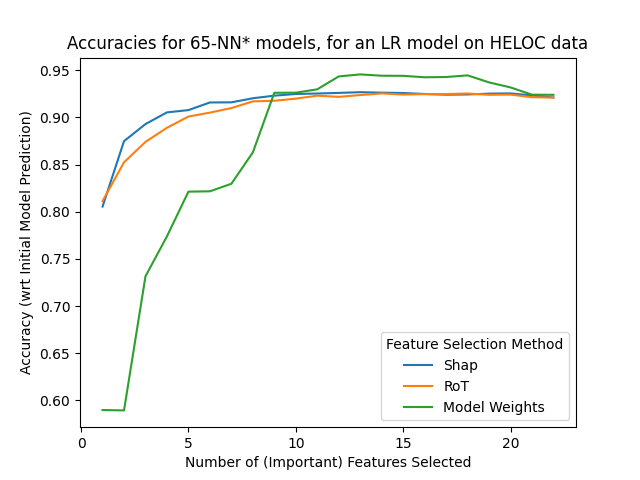 Accuracies for 65-NN* models, for an LR model on HELOC data
Accuracy (wrt Initial Model Prediction)
0.95
0.90
0.85
0.80
0.75
0.70
0.65
0.60
Feature Selection Method
Shap
RoT
Model Weights
0 5 10 15 20
Number of (Important) Features Selected